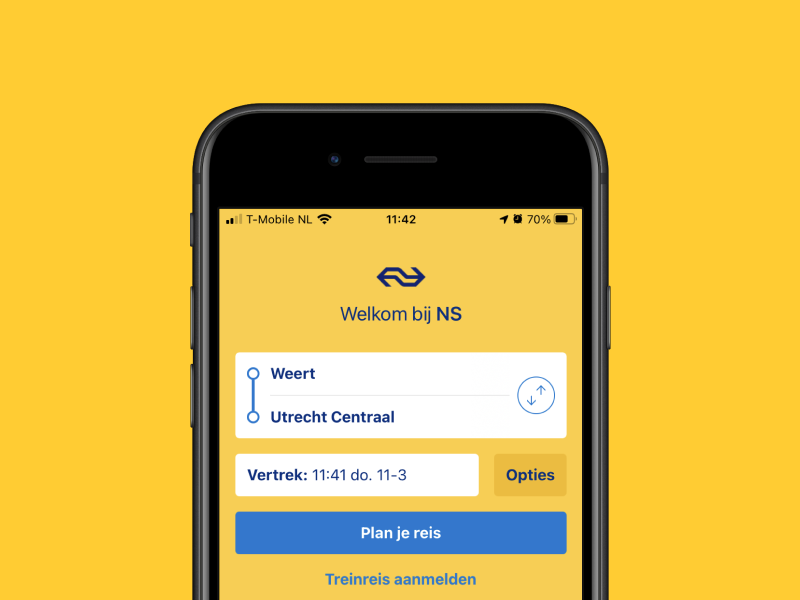 T-Mobile NL 11:42 70%
Welkom bij NS
Weert
Utrecht Centraal
Vertrek: 11:41 do. 11-3 Opties
Plan je reis
Treinreis aanmelden